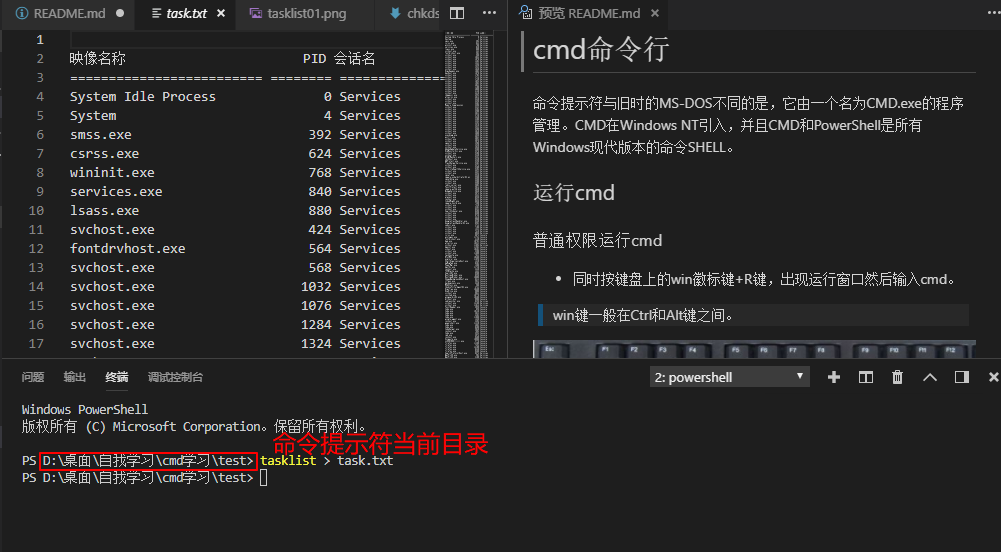 README.md
task.txt
tasklist01.png
chkds
预览 README.md
1
2 映像名称 PID 会话名
3 ========================= ======== ================
4 System Idle Process 0 Services
5 System 4 Services
6 smss.exe 392 Services
7 csrss.exe 624 Services
8 wininit.exe 768 Services
9 services.exe 840 Services
10 lsass.exe 880 Services
11 svchost.exe 424 Services
12 fontdrvhost.exe 564 Services
13 svchost.exe 568 Services
14 svchost.exe 1032 Services
15 svchost.exe 1076 Services
16 svchost.exe 1284 Services
17 svchost.exe 1324 Services
cmd命令行
命令提示符与旧时的MS-DOS不同的是，它由一个名为CMD.exe的程序
管理。CMD在Windows NT引入，并且CMD和PowerShell是所有
Windows现代版本的命令SHELL。
运行cmd
普通权限运行cmd
• 同时按键盘上的win徽标键+R键，出现运行窗口然后输入cmd。
win键一般在Ctrl和Alt键之间。
Esc F1 F2 F3 F4 F5 F6 F7 F8 F9 F10 F11 F12
问题 输出 终端 调试控制台
2: powershell
Windows PowerShell
版权所有 (C) Microsoft Corporation。保留所有权利。
命令提示符当前目录
PS D:\桌面\自我学习\cmd学习\test> tasklist > task.txt
PS D:\桌面\自我学习\cmd学习\test>